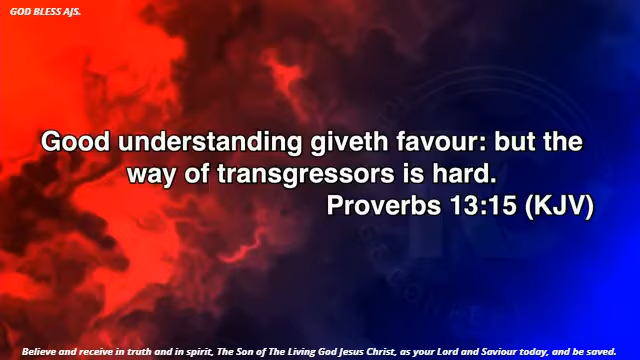 GOD BLESS AJS.
Good understanding giveth favour: but the
way of transgressors is hard.
Proverbs 13:15 (KJV)
Believe and receive in truth and in spirit, The Son of The Living God Jesus Christ, as your Lord and Saviour today, and be saved.